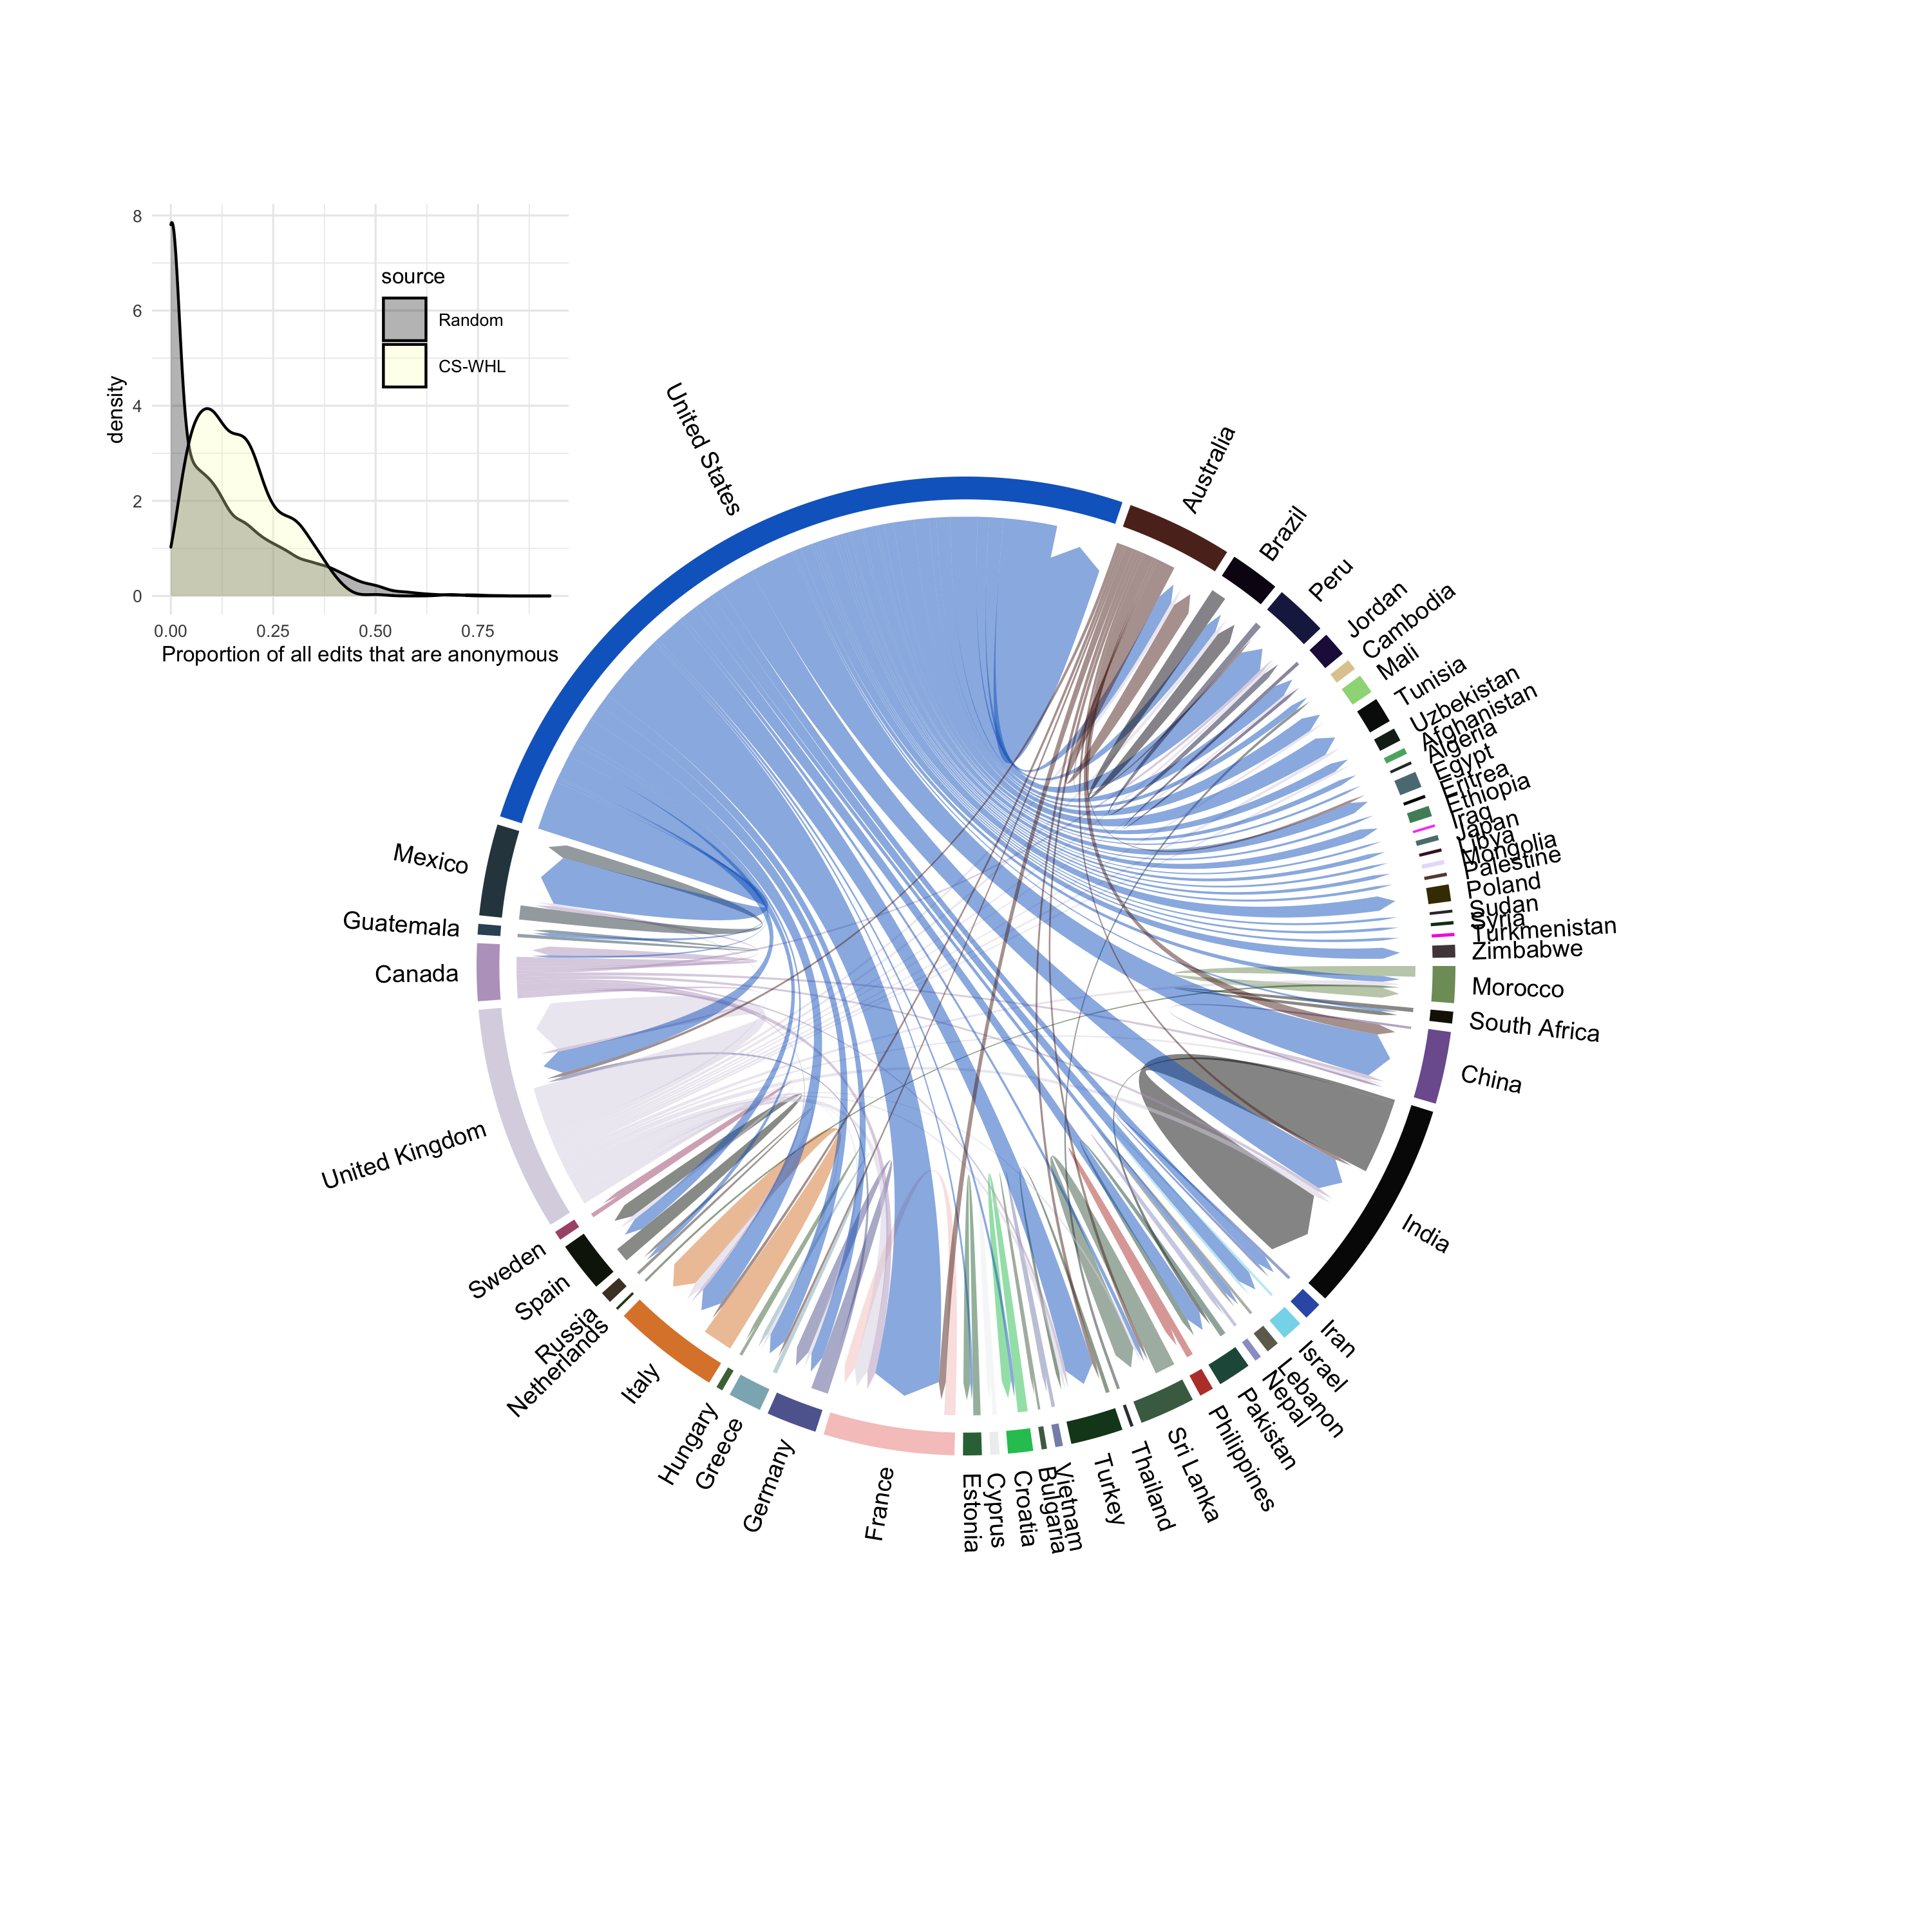 8
6
4
2
0
density
source
Random
CS-WHL
0.00 0.25 0.50 0.75
Proportion of all edits that are anonymous
United States
Australia
Brazil
Peru
Jordan
Cambodia
Mali
Tunisia
Uzbekistan
Afghanistan
Algeria
Egypt
Eritrea
Ethiopia
Iraq
Japan
Libya
Mongolia
Palestine
Poland
Sudan
Syria
Turkmenistan
Zimbabwe
Morocco
South Africa
China
India
Iran
Israel
Lebanon
Nepal
Pakistan
Philippines
Sri Lanka
Thailand
Turkey
Vietnam
Bulgaria
Croatia
Cyprus
Estonia
France
Germany
Greece
Hungary
Italy
Netherlands
Russia
Spain
Sweden
United Kingdom
Canada
Guatemala
Mexico